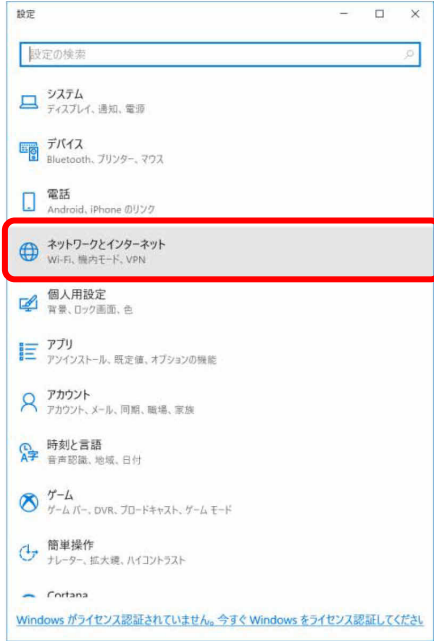 設定
設定の検索
システム
ディスプレイ、通知、電源
デバイス
Bluetooth、プリンター、マウス
電話
Android、iPhone のリンク
ネットワークとインターネット
Wi-Fi、機内モード、VPN
個人用設定
背景、ロック画面、色
アプリ
アンインストール、既定値、オプションの機能
アカウント
アカウント、メール、同期、職場、家族
時刻と言語
音声認識、地域、日付
ゲーム
ゲーム バー、DVR、ブロードキャスト、ゲーム モード
簡単操作
ナレーター、拡大鏡、ハイコントラスト
Cortana
Windows がライセンス認証されていません。今すぐ Windows をライセンス認証してくださ